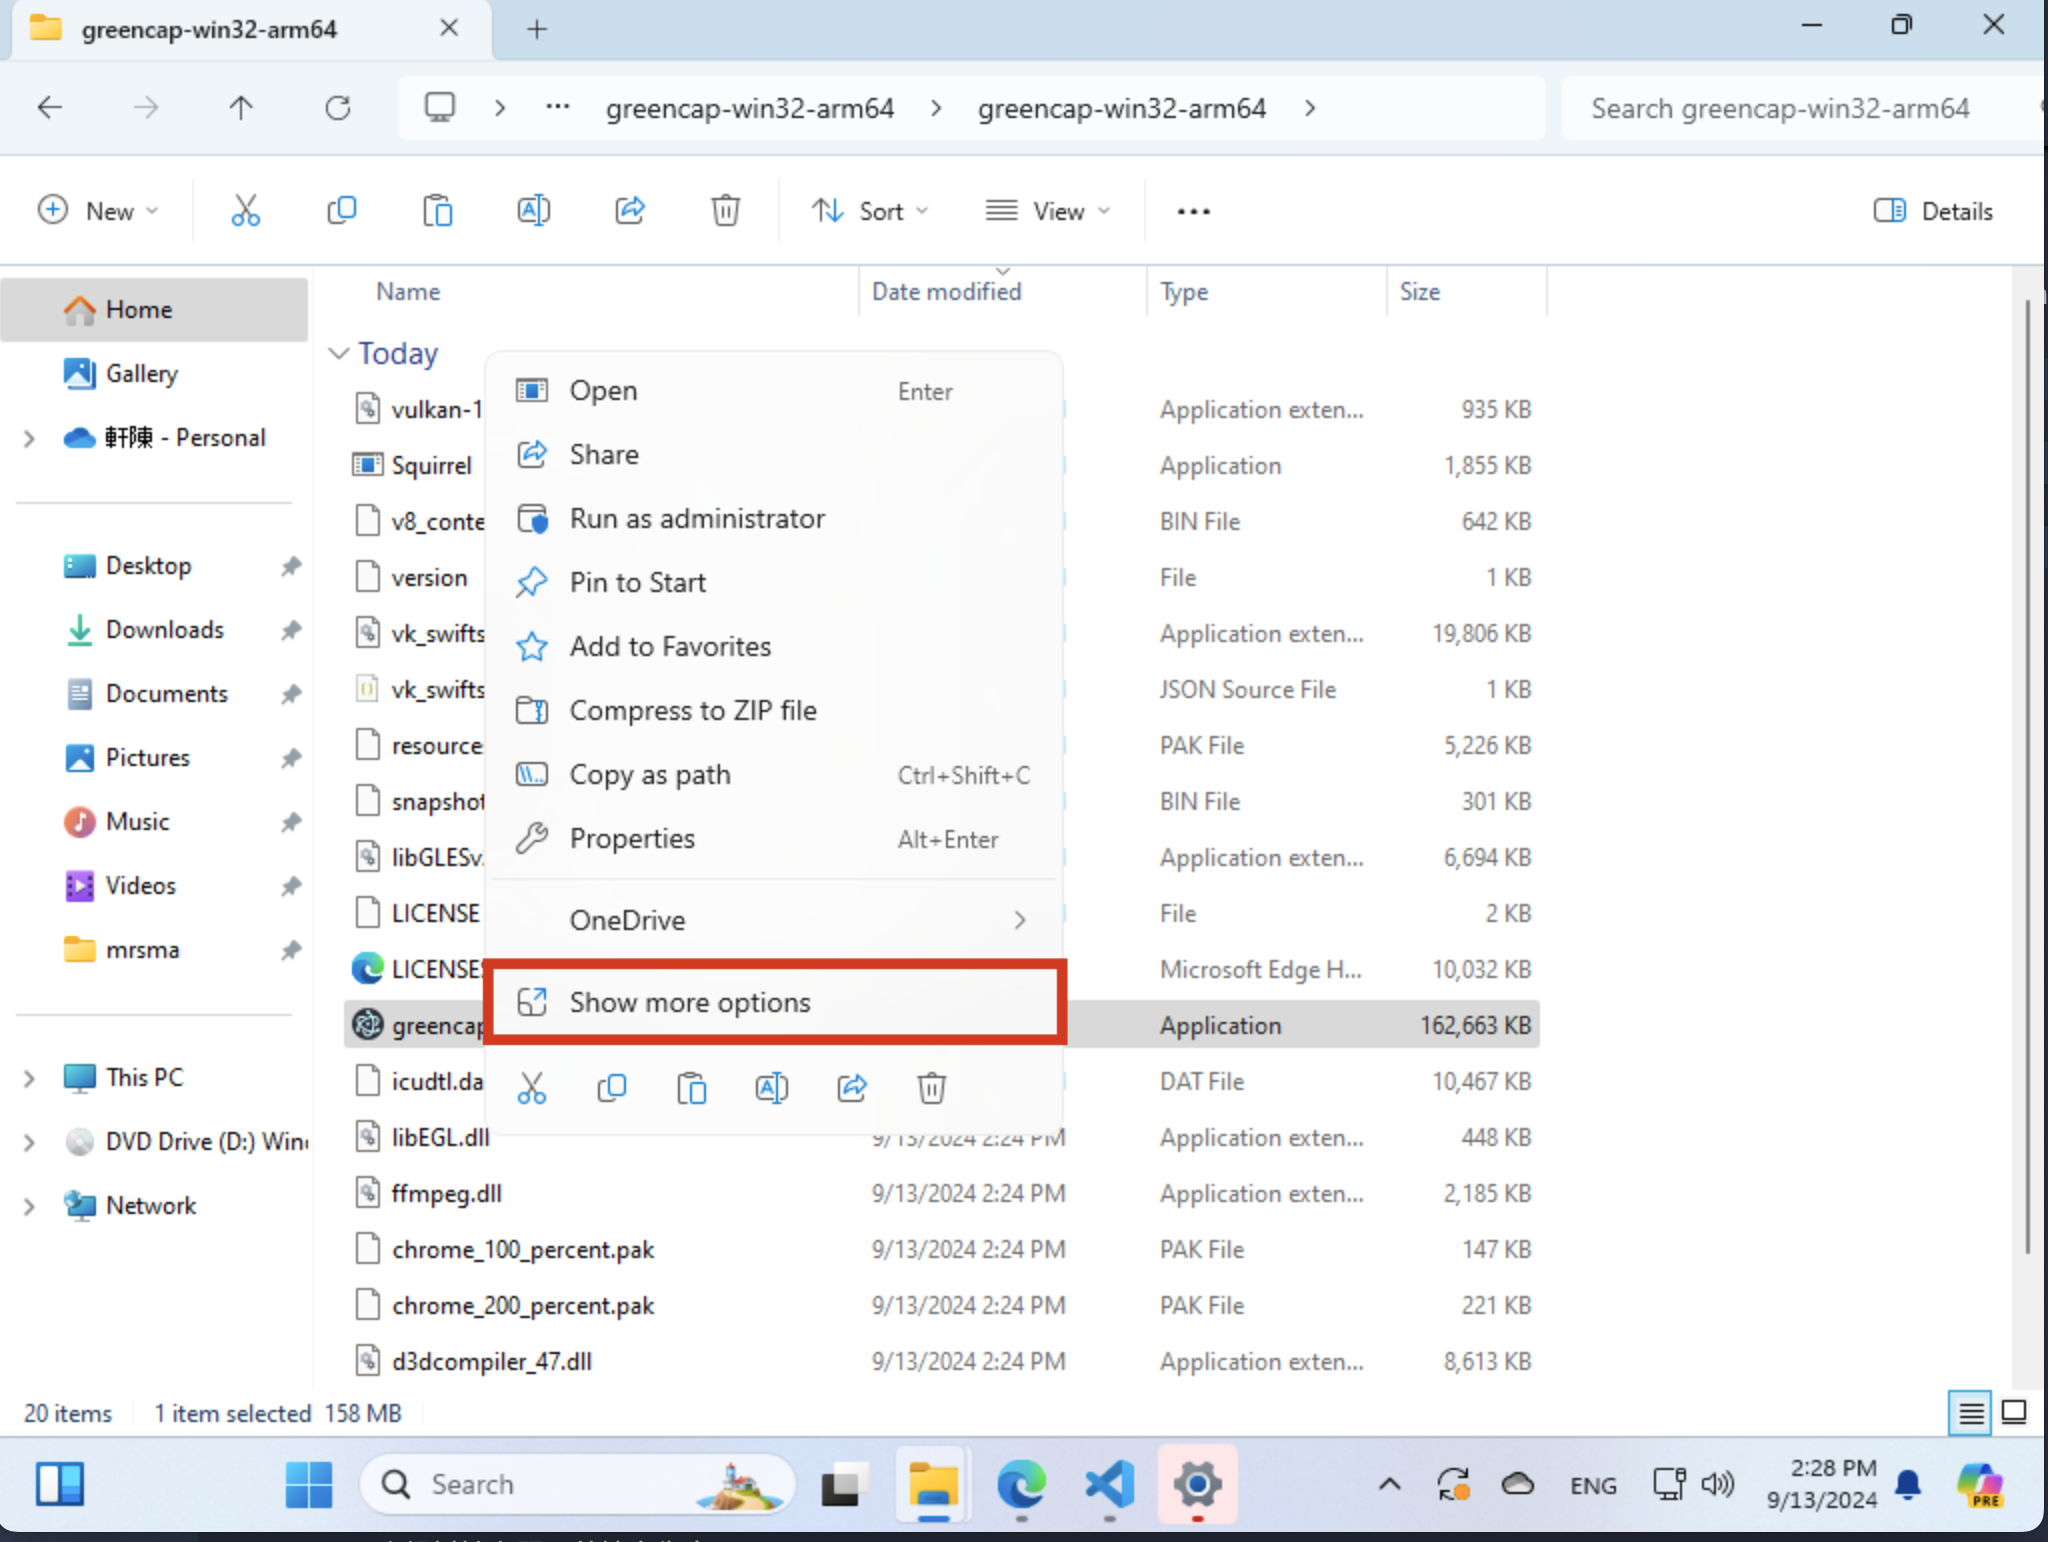 greencap-win32-arm64
greencap-win32-arm64
greencap-win32-arm64
Search greencap-win32-arm64
New
Sort
View
Details
Name
Date modified
Type
Size
Home
Gallery
軒陳 - Personal
Desktop
Downloads
Documents
Pictures
Music
Videos
mrsma
This PC
DVD Drive (D:) Win
Network
Today
vulkan-1 Application exten... 935 KB
Squirrel Application 1,855 KB
v8_conte BIN File 642 KB
version File 1 KB
vk_swifts Application exten... 19,806 KB
vk_swifts JSON Source File 1 KB
resource PAK File 5,226 KB
snapshot BIN File 301 KB
libGLESv Application exten... 6,694 KB
LICENSE File 2 KB
LICENSES Microsoft Edge H... 10,032 KB
greencap Application 162,663 KB
icudtl.da DAT File 10,467 KB
libEGL.dll 9/13/2024 2:24 PM Application exten... 448 KB
ffmpeg.dll 9/13/2024 2:24 PM Application exten... 2,185 KB
chrome_100_percent.pak 9/13/2024 2:24 PM PAK File 147 KB
chrome_200_percent.pak 9/13/2024 2:24 PM PAK File 221 KB
d3dcompiler_47.dll 9/13/2024 2:24 PM Application exten... 8,613 KB
Open Enter
Share
Run as administrator
Pin to Start
Add to Favorites
Compress to ZIP file
Copy as path Ctrl+Shift+C
Properties Alt+Enter
OneDrive
Show more options
20 items 1 item selected 158 MB
Search
ENG
2:28 PM
9/13/2024
PRE